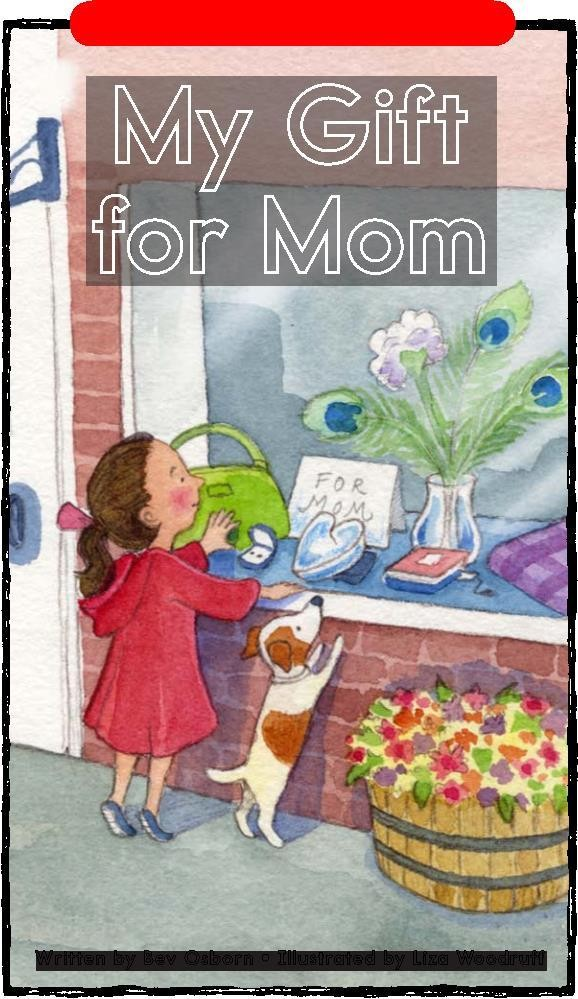 My Gift
for Mom
FOR
MOM
Written by Bev Osborn • Illustrated by Liza Woodruff